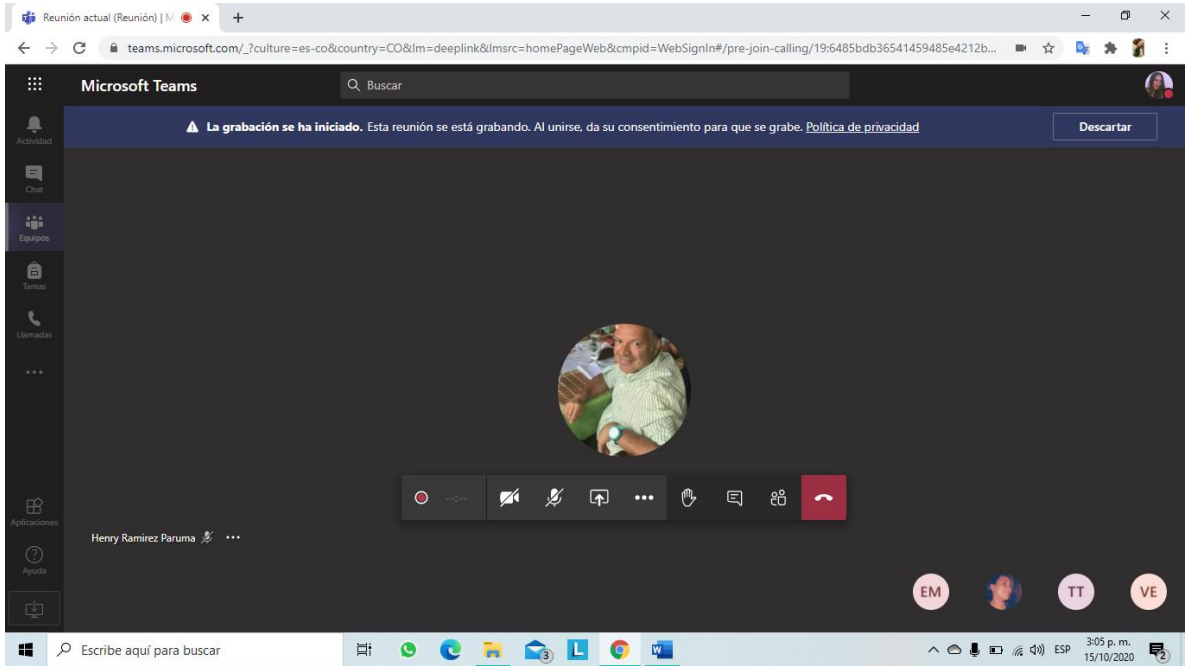 Reunión actual (Reunión) | M
teams.microsoft.com/_?culture=es-co&country=CO&lm=deeplink&lmsrc=homePageWeb&cmpid=WebSignIn#/pre-join-calling/19:6485bdb36541459485e4212b...
Microsoft Teams
Buscar
La grabación se ha iniciado. Esta reunión se está grabando. Al unirse, da su consentimiento para que se grabe. Política de privacidad
Descartar
Actividad
Chat
Equipos
Tareas
Llamadas
--:--
Aplicaciones
Henry Ramirez Paruma
Ayuda
EM
TT
VE
Escribe aquí para buscar
3
L
W
ESP
3:05 p. m.
15/10/2020
2